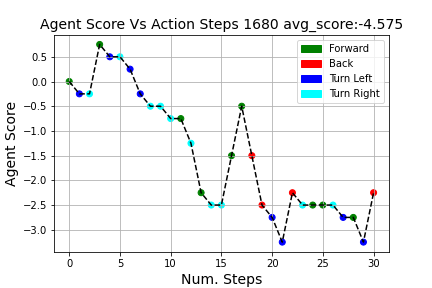 Agent Score Vs Action Steps 1680 avg_score:-4.575
Agent Score
0.5
0.0
−0.5
−1.0
−1.5
−2.0
−2.5
−3.0
Forward
Back
Turn Left
Turn Right
0 5 10 15 20 25 30
Num. Steps